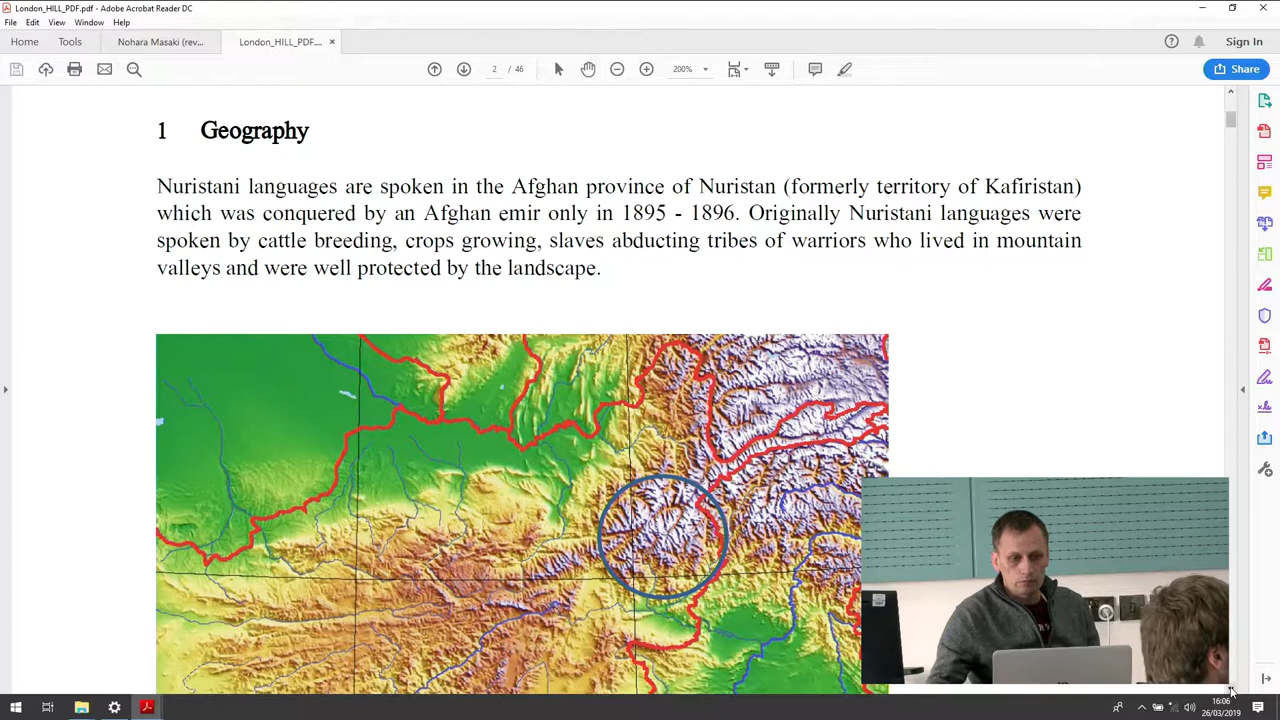 London_HILL_PDF.pdf - Adobe Acrobat Reader DC
File Edit View Window Help
Home Tools Nohara Masaki (rev... London_HILL_PDF.... × Sign In
2 / 46 200% Share
1 Geography
Nuristani languages are spoken in the Afghan province of Nuristan (formerly territory of Kafiristan)
which was conquered by an Afghan emir only in 1895 - 1896. Originally Nuristani languages were
spoken by cattle breeding, crops growing, slaves abducting tribes of warriors who lived in mountain
valleys and were well protected by the landscape.
16:06
26/03/2019